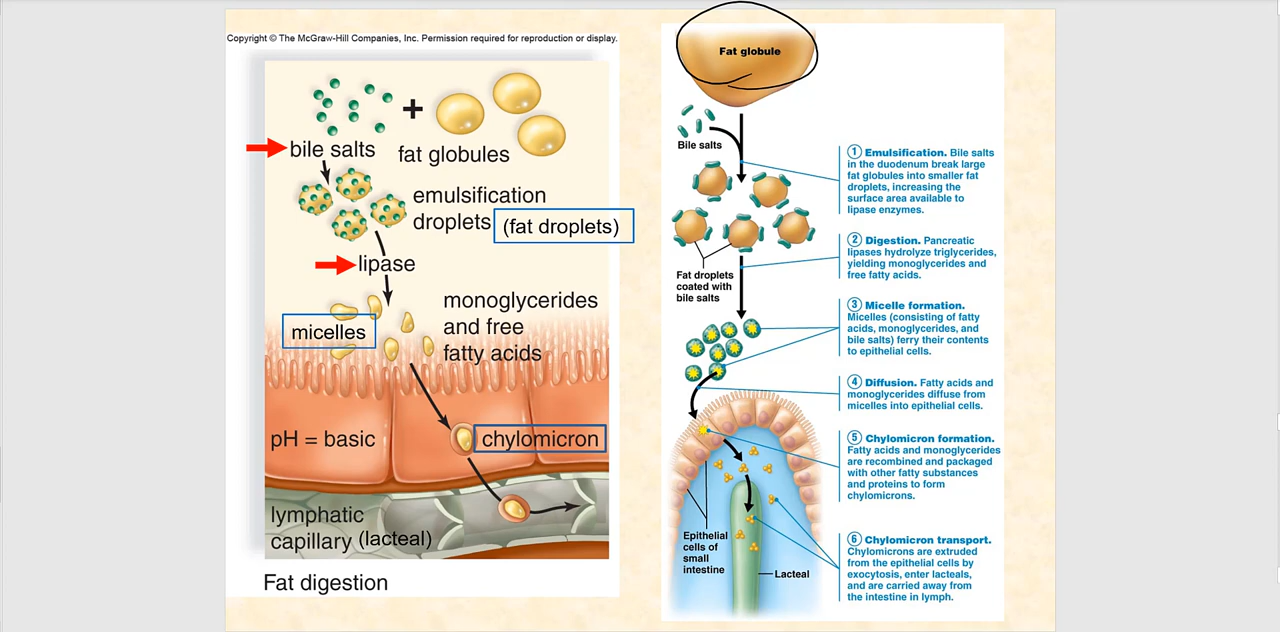 Copyright © The McGraw-Hill Companies, Inc. Permission required for reproduction or display.
+
bile salts
fat globules
emulsification
droplets
(fat droplets)
lipase
micelles
monoglycerides
and free
fatty acids
pH = basic
chylomicron
lymphatic
capillary (lacteal)
Fat digestion
Fat globule
Bile salts
Fat droplets
coated with
bile salts
Epithelial
cells of
small
intestine
Lacteal
1 Emulsification. Bile salts
in the duodenum break large
fat globules into smaller fat
droplets, increasing the
surface area available to
lipase enzymes.
2 Digestion. Pancreatic
lipases hydrolyze triglycerides,
yielding monoglycerides and
free fatty acids.
3 Micelle formation.
Micelles (consisting of fatty
acids, monoglycerides, and
bile salts) ferry their contents
to epithelial cells.
4 Diffusion. Fatty acids and
monoglycerides diffuse from
micelles into epithelial cells.
5 Chylomicron formation.
Fatty acids and monoglycerides
are recombined and packaged
with other fatty substances
and proteins to form
chylomicrons.
6 Chylomicron transport.
Chylomicrons are extruded
from the epithelial cells by
exocytosis, enter lacteals,
and are carried away from
the intestine in lymph.